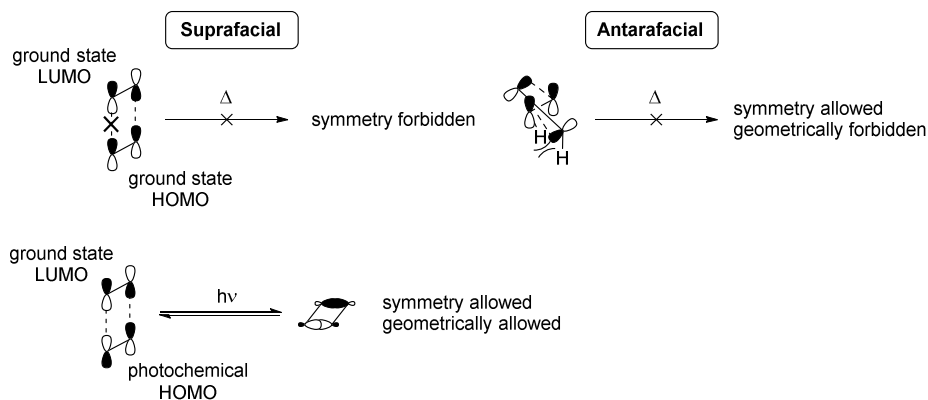 Suprafacial
Antarafacial
ground state
LUMO
Δ
symmetry forbidden
ground state
HOMO
H
H
Δ
symmetry allowed
geometrically forbidden
ground state
LUMO
hν
symmetry allowed
geometrically allowed
photochemical
HOMO